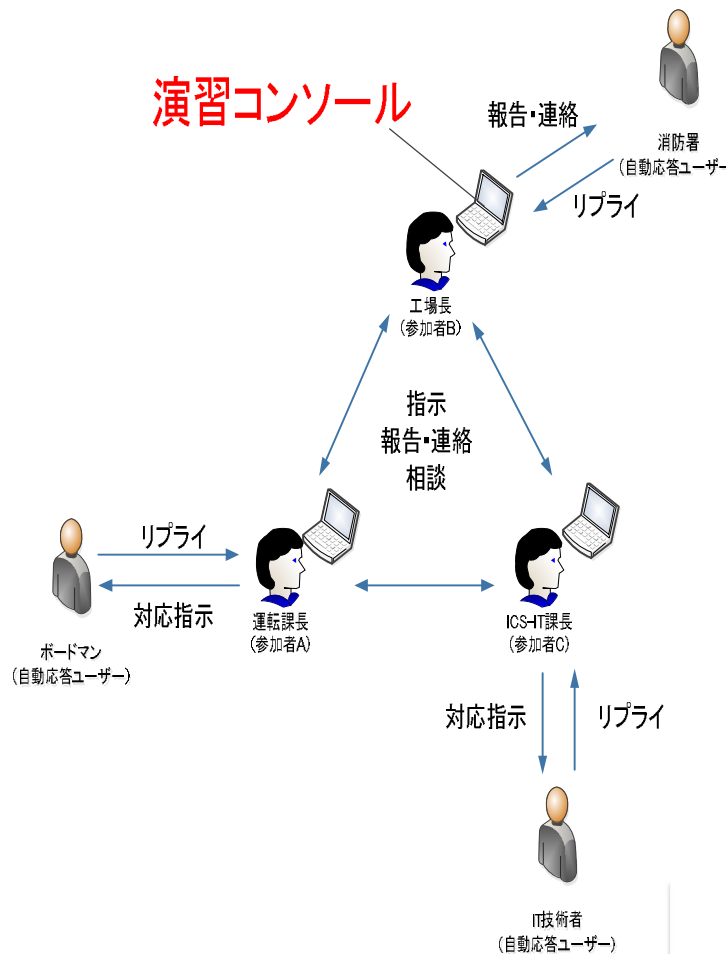 演習コンソール
報告・連絡
消防署
(自動応答ユーザー
リプライ
工場長
(参加者B)
指示
報告・連絡
相談
リプライ
対応指示
ボードマン
(自動応答ユーザー)
運転課長
(参加者A)
ICS-IT課長
(参加者C)
対応指示
リプライ
IT技術者
(自動応答ユーザー)